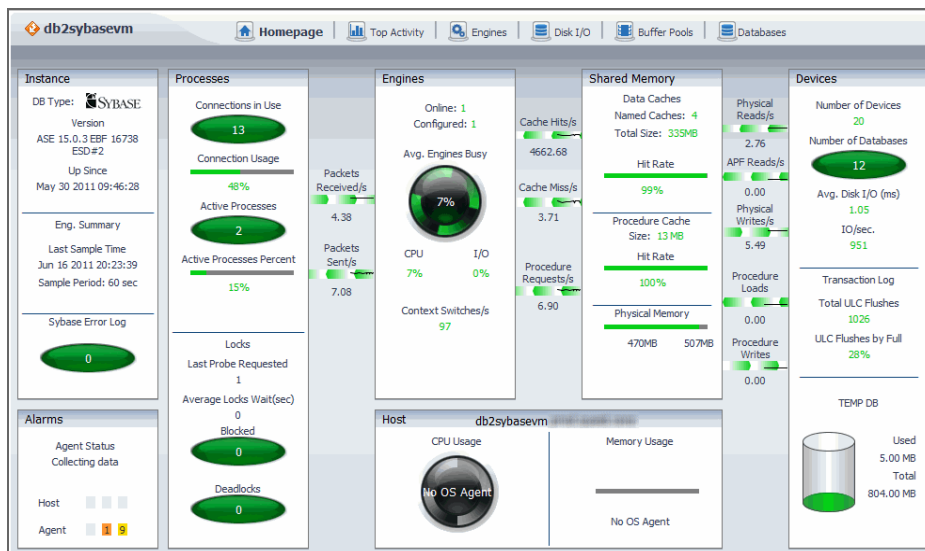 db2sybasevm
Homepage
Top Activity
Engines
Disk I/O
Buffer Pools
Databases
Instance
DB Type: SYBASE
Version
ASE 15.0.3 EBF 16738
ESD#2
Up Since
May 30 2011 09:46:28
Eng. Summary
Last Sample Time
Jun 16 2011 20:23:39
Sample Period: 60 sec
Sybase Error Log
0
Alarms
Agent Status
Collecting data
Host
Agent 1 9
Processes
Connections in Use
13
Connection Usage
48%
Active Processes
2
Active Processes Percent
15%
Locks
Last Probe Requested
1
Average Locks Wait(sec)
0
Blocked
0
Deadlocks
0
Packets
Received/s
4.38
Packets
Sent/s
7.08
Engines
Online: 1
Configured: 1
Avg. Engines Busy
7%
CPU I/O
7% 0%
Context Switches/s
97
Cache Hits/s
4662.68
Cache Miss/s
3.71
Procedure
Requests/s
6.90
Shared Memory
Data Caches
Named Caches: 4
Total Size: 335MB
Hit Rate
99%
Procedure Cache
Size: 13 MB
Hit Rate
100%
Physical Memory
470MB 507MB
Physical
Reads/s
2.76
APF Reads/s
0.00
Physical
Writes/s
5.49
Procedure
Loads
0.00
Procedure
Writes
0.00
Devices
Number of Devices
20
Number of Databases
12
Avg. Disk I/O (ms)
1.05
IO/sec.
951
Transaction Log
Total ULC Flushes
1026
ULC Flushes by Full
28%
TEMP DB
Used
5.00 MB
Total
804.00 MB
Host db2sybasevm
CPU Usage
No OS Agent
Memory Usage
No OS Agent